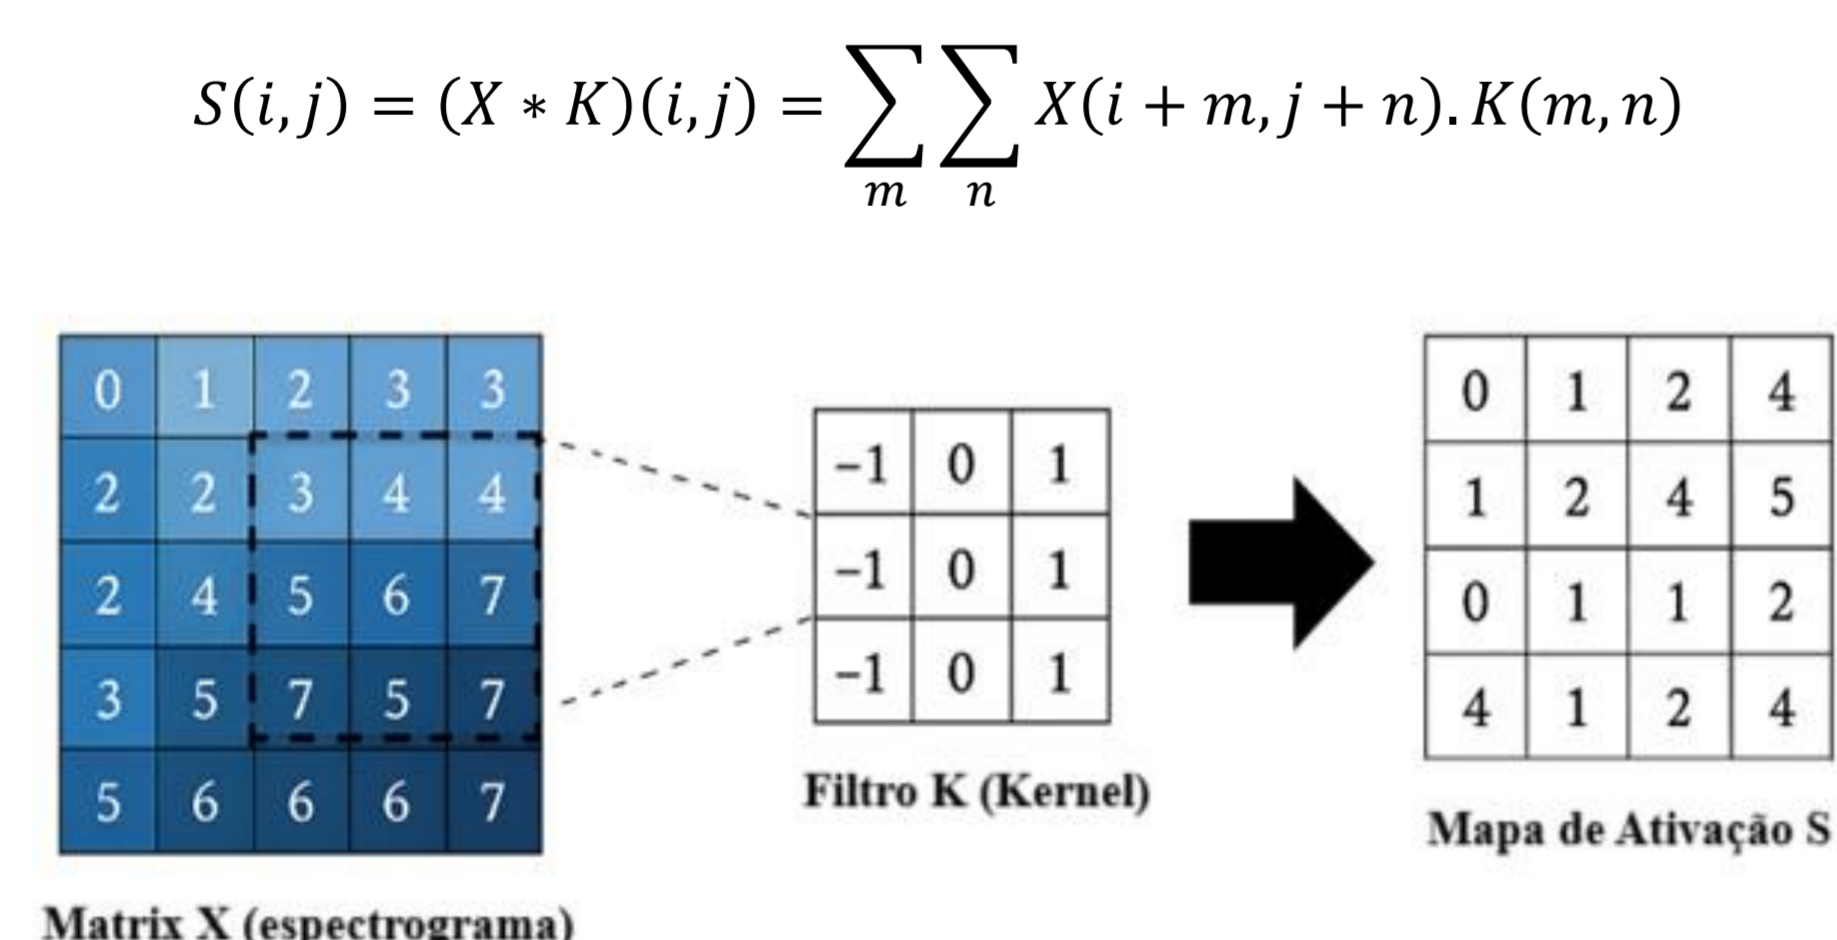 S(i,j) = (X ∗ K)(i,j) = ∑∑ X(i + m, j + n). K(m, n)
m n
0 1 2 3 3
2 2 3 4 4
2 4 5 6 7
3 5 7 5 7
5 6 6 6 7
Matrix X (espectrograma)
−1 0 1
−1 0 1
−1 0 1
Filtro K (Kernel)
0 1 2 4
1 2 4 5
0 1 1 2
4 1 2 4
Mapa de Ativação S